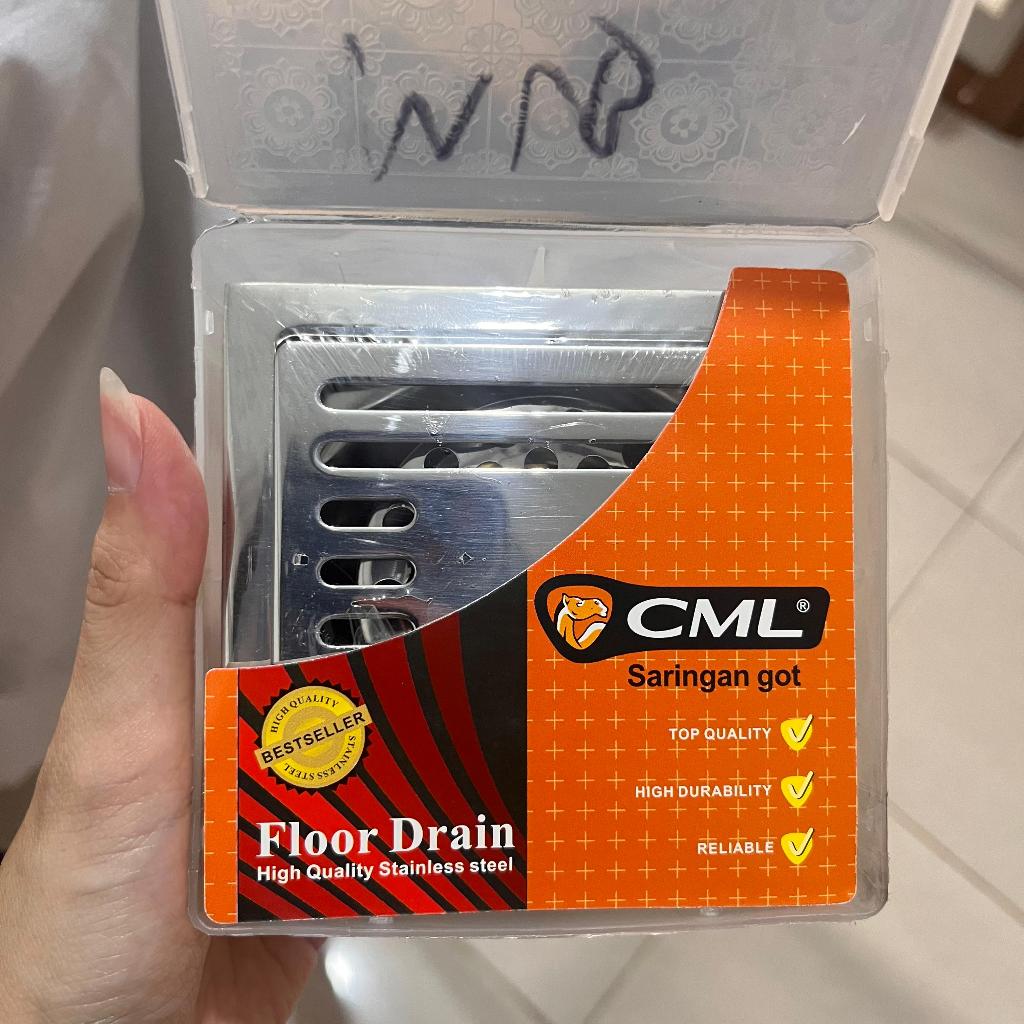 CML®
Saringan got
TOP QUALITY
HIGH DURABILITY
RELIABLE
HIGH QUALITY
BESTSELLER
STAINLESS STEEL
Floor Drain
High Quality Stainless steel